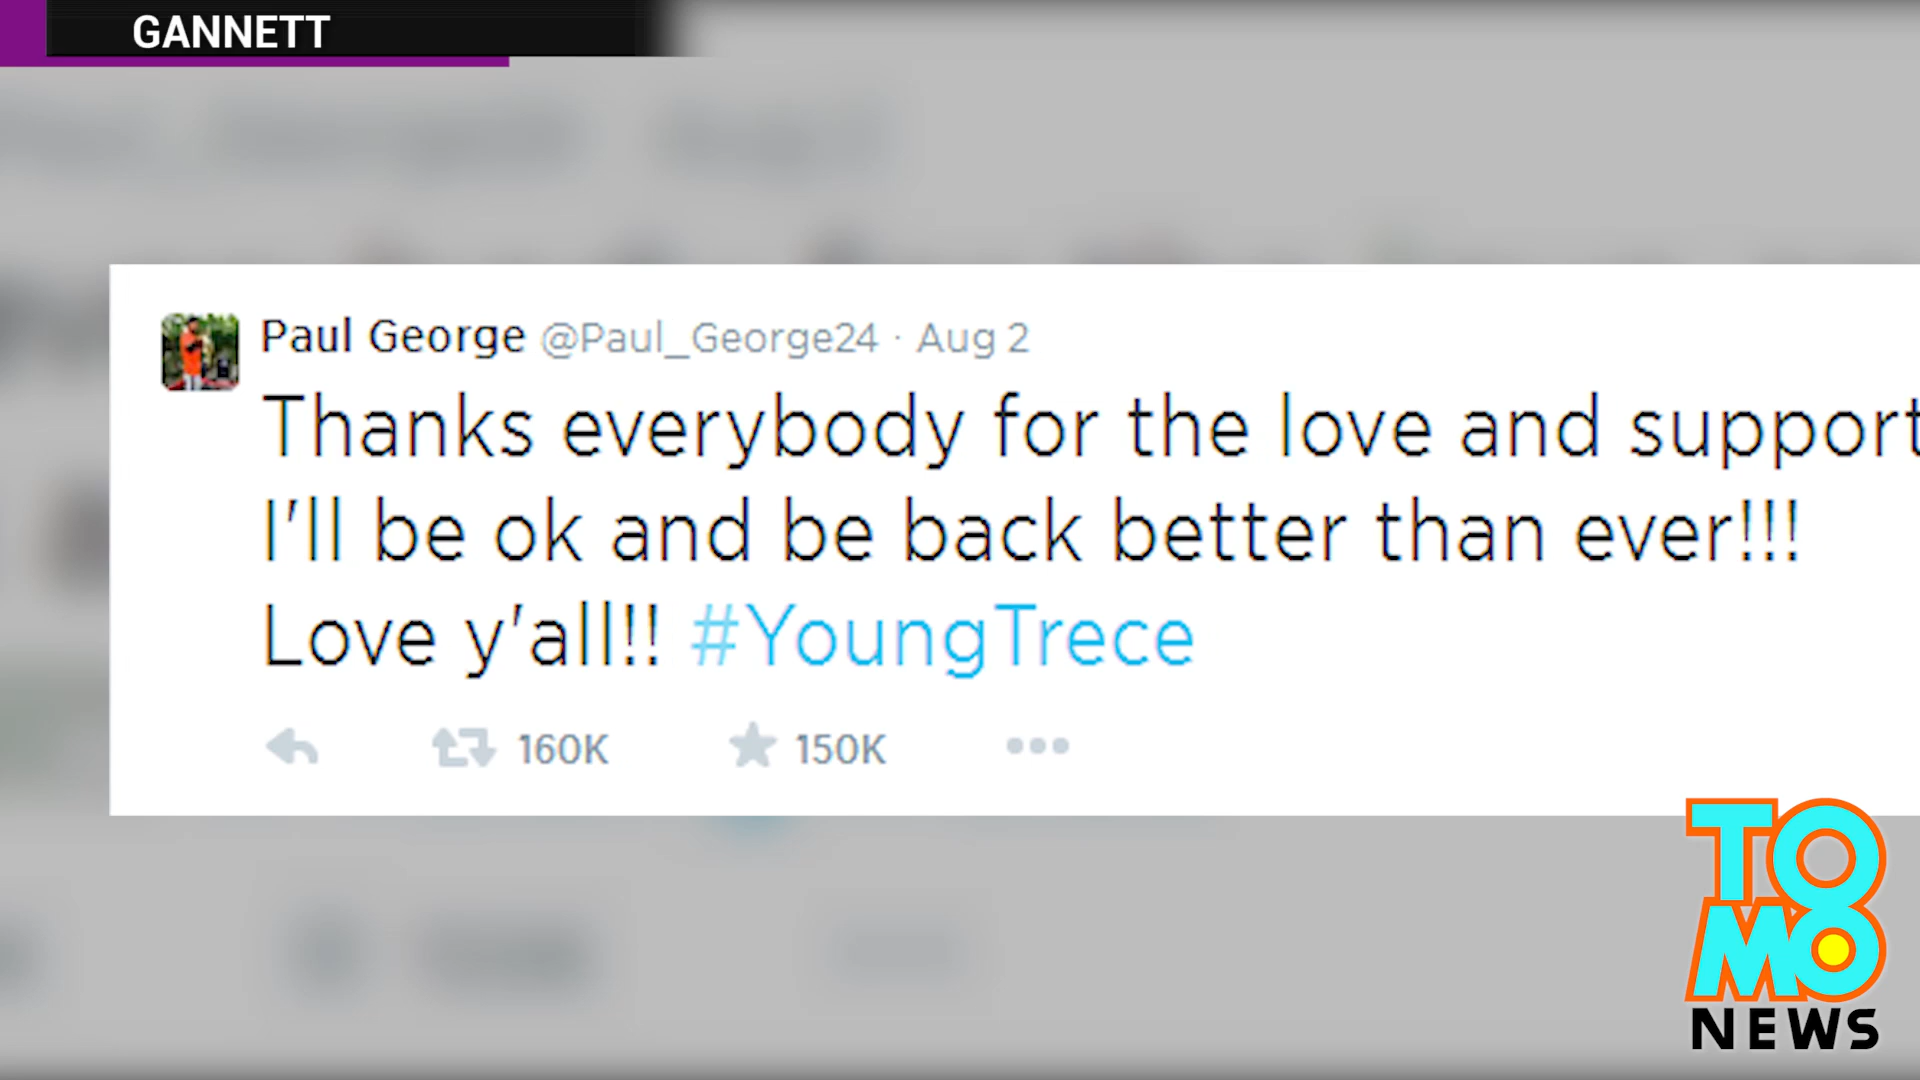 GANNETT
Paul George @Paul_George24 · Aug 2
Thanks everybody for the love and support
I'll be ok and be back better than ever!!!
Love y'all!! #YoungTrece
160K 150K
TOMO
NEWS